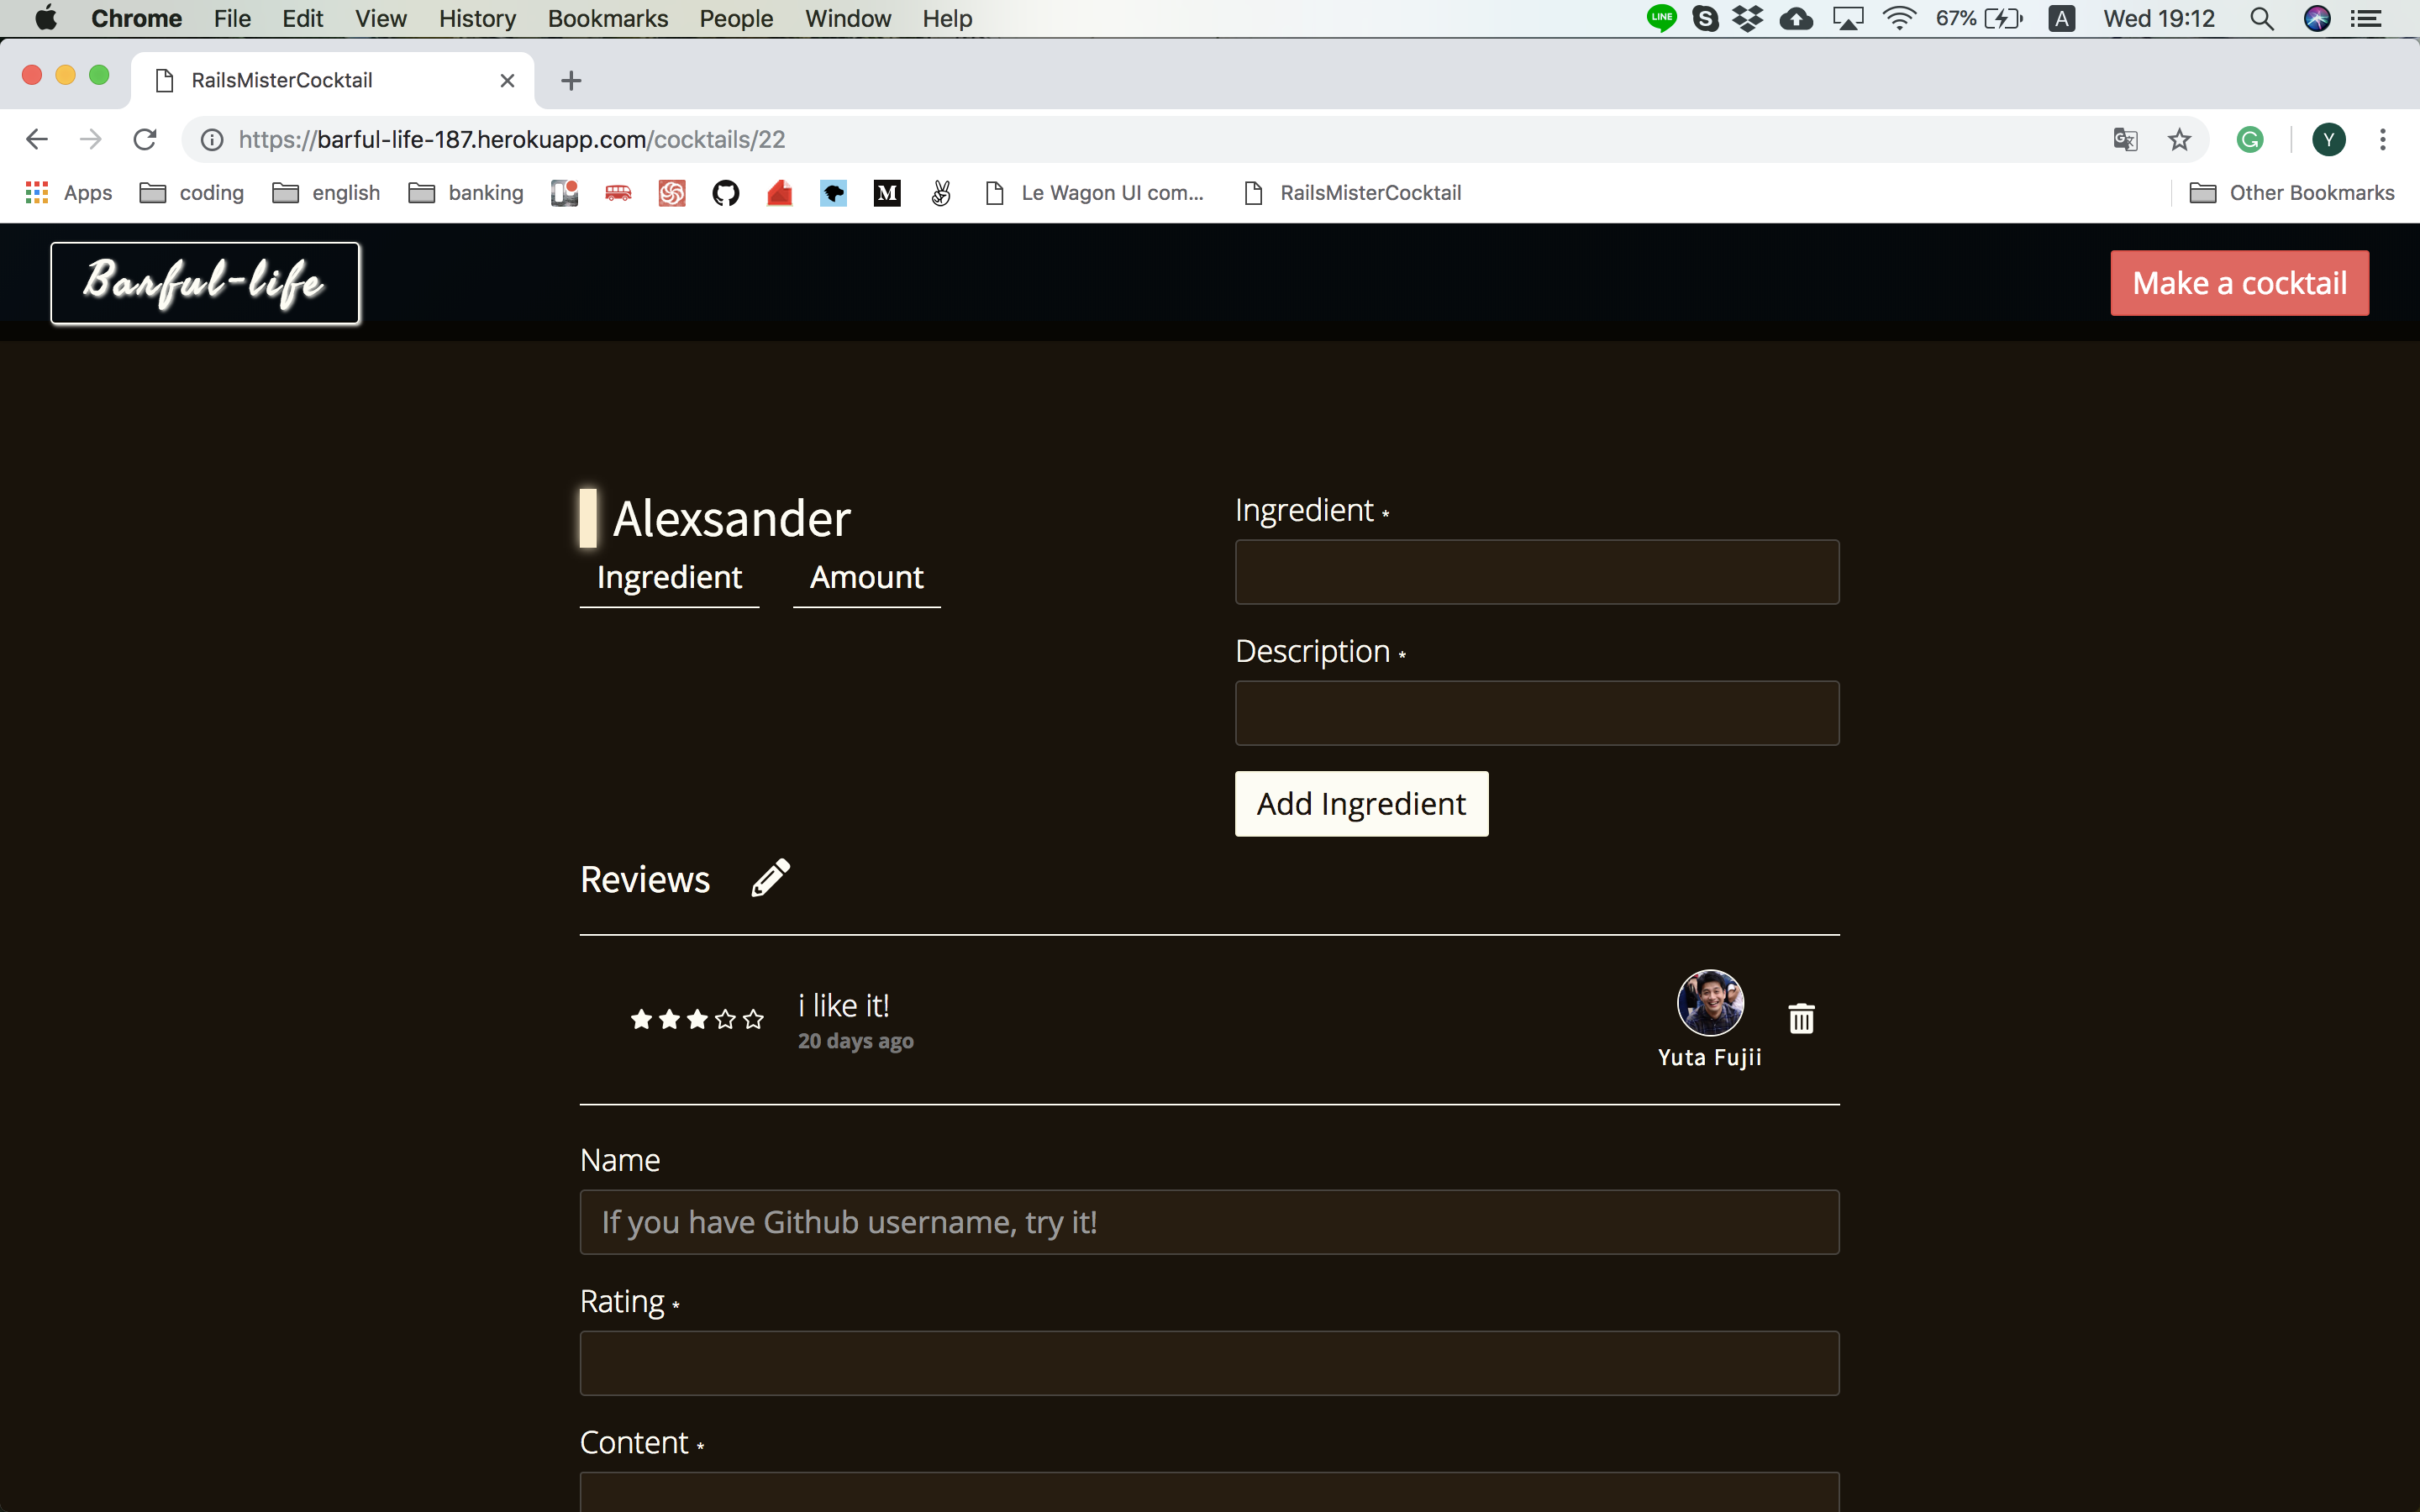 Chrome File Edit View History Bookmarks People Window Help LINE S 67% A Wed 19:12
RailsMisterCocktail
https://barful-life-187.herokuapp.com/cocktails/22 G Y
Apps coding english banking M Le Wagon UI com... RailsMisterCocktail Other Bookmarks
Barful-life Make a cocktail
Alexsander
Ingredient Amount
Ingredient *
Description *
Add Ingredient
Reviews
i like it!
20 days ago
Yuta Fujii
Name
If you have Github username, try it!
Rating *
Content *